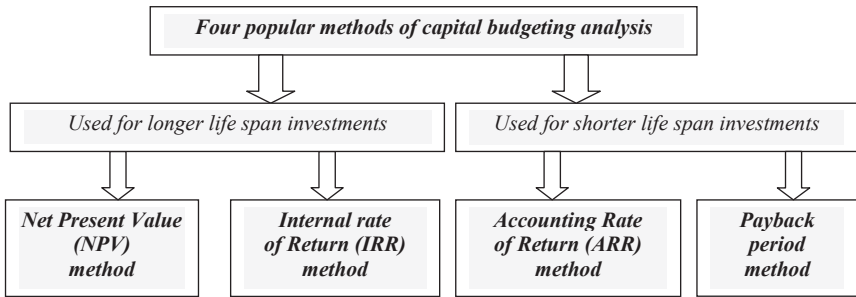 Four popular methods of capital budgeting analysis
Used for longer life span investments
Used for shorter life span investments
Net Present Value
(NPV)
method
Internal rate
of Return (IRR)
method
Accounting Rate
of Return (ARR)
method
Payback
period
method